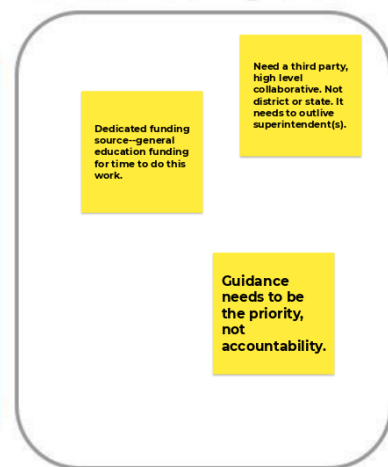 Need a third party,
high level
collaborative. Not
district or state. It
needs to outlive
superintendent(s).
Dedicated funding
source--general
education funding
for time to do this
work.
Guidance
needs to be
the priority,
not
accountability.